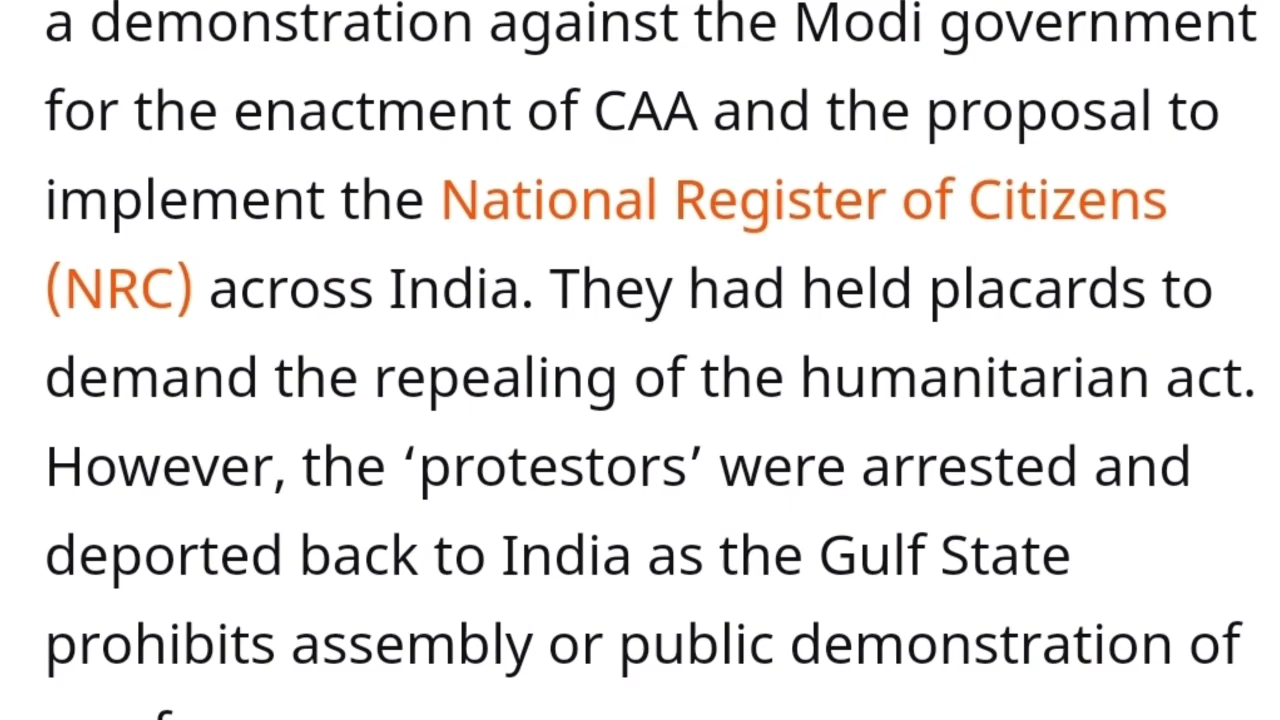 a demonstration against the Modi government
for the enactment of CAA and the proposal to
implement the National Register of Citizens
(NRC) across India. They had held placards to
demand the repealing of the humanitarian act.
However, the ‘protestors’ were arrested and
deported back to India as the Gulf State
prohibits assembly or public demonstration of